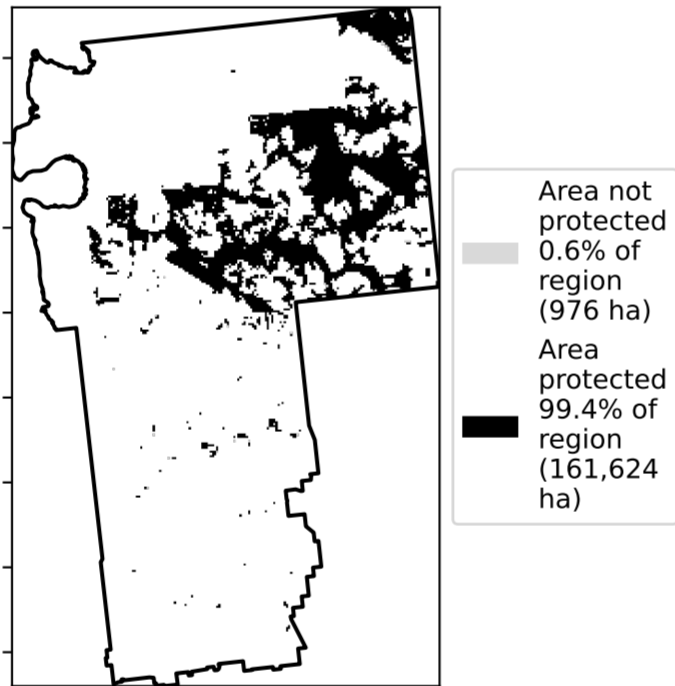 Area not
protected
0.6% of
region
(976 ha)
Area
protected
99.4% of
region
(161,624
ha)